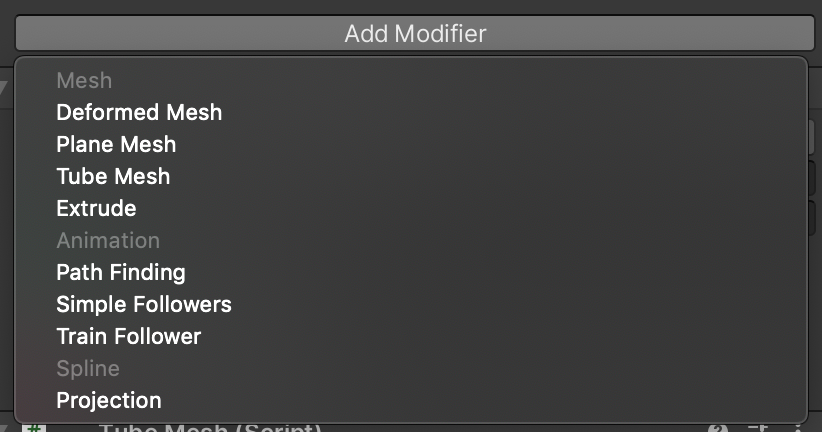 Add Modifier
Mesh
Deformed Mesh
Plane Mesh
Tube Mesh
Extrude
Animation
Path Finding
Simple Followers
Train Follower
Spline
Projection
# Tube Mesh (Script)